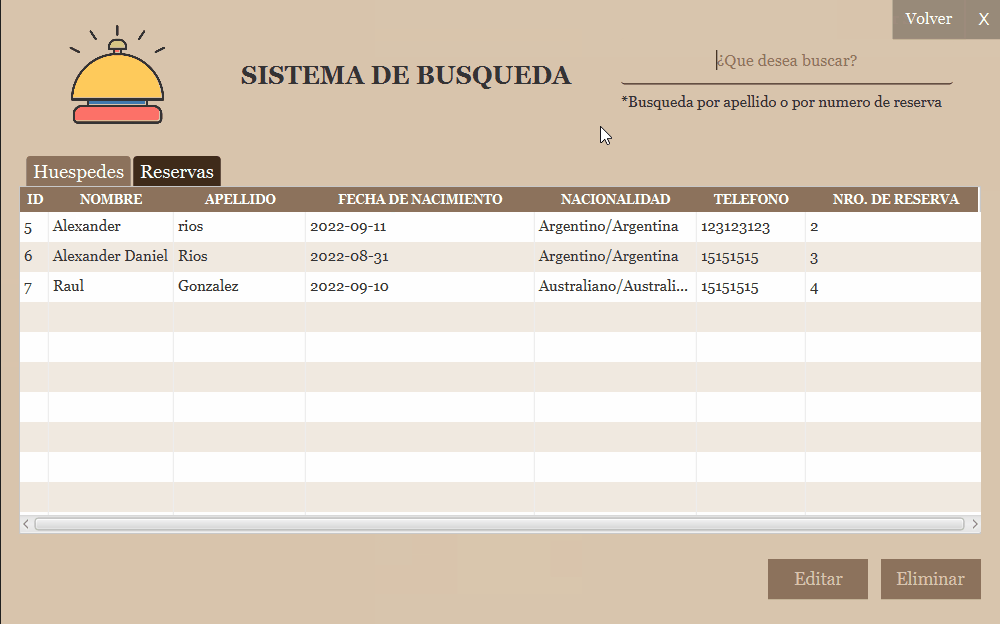 Volver X
¿Que desea buscar?
SISTEMA DE BUSQUEDA
*Busqueda por apellido o por numero de reserva
Huespedes Reservas
ID NOMBRE APELLIDO FECHA DE NACIMIENTO NACIONALIDAD TELEFONO NRO. DE RESERVA
5 Alexander rios 2022-09-11 Argentino/Argentina 123123123 2
6 Alexander Daniel Rios 2022-08-31 Argentino/Argentina 15151515 3
7 Raul Gonzalez 2022-09-10 Australiano/Australi... 15151515 4
Editar Eliminar